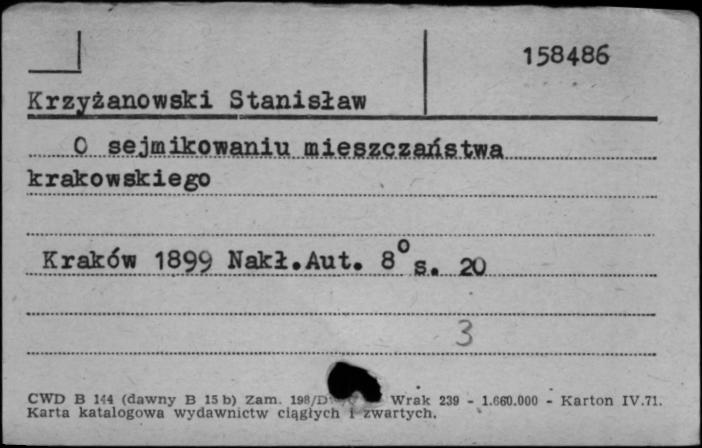 158486
Krzyżanowski Stanisław
O sejmikowaniu mieszczaństwa
krakowskiego
Kraków 1899 Nakł.Aut. 8° s. 20
3
CWD B 144 (dawny B 15 b) Zam. 198/D Wrak 239 - 1.660.000 - Karton IV.71.
Karta katalogowa wydawnictw ciągłych i zwartych.